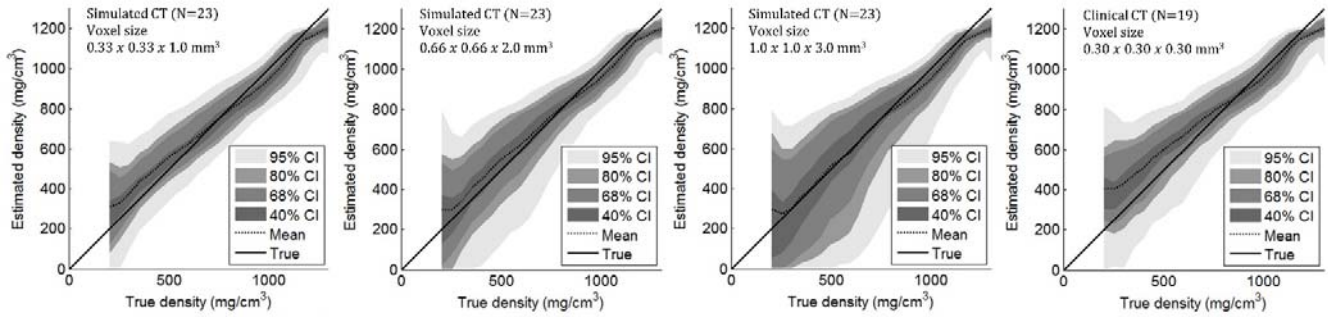 Simulated CT (N=23)
Voxel size
0.33 x 0.33 x 1.0 mm³
Estimated density (mg/cm³)
1200
1000
800
600
400
200
0
95% CI
80% CI
68% CI
40% CI
Mean
True
0
500
1000
True density (mg/cm³)
Simulated CT (N=23)
Voxel size
0.66 x 0.66 x 2.0 mm³
Estimated density (mg/cm³)
1200
1000
800
600
400
200
0
95% CI
80% CI
68% CI
40% CI
Mean
True
0
500
1000
True density (mg/cm³)
Simulated CT (N=23)
Voxel size
1.0 x 1.0 x 3.0 mm³
Estimated density (mg/cm³)
1200
1000
800
600
400
200
0
95% CI
80% CI
68% CI
40% CI
Mean
True
0
500
1000
True density (mg/cm³)
Clinical CT (N=19)
Voxel size
0.30 x 0.30 x 0.30 mm³
Estimated density (mg/cm³)
1200
1000
800
600
400
200
0
95% CI
80% CI
68% CI
40% CI
Mean
True
0
500
1000
True density (mg/cm³)